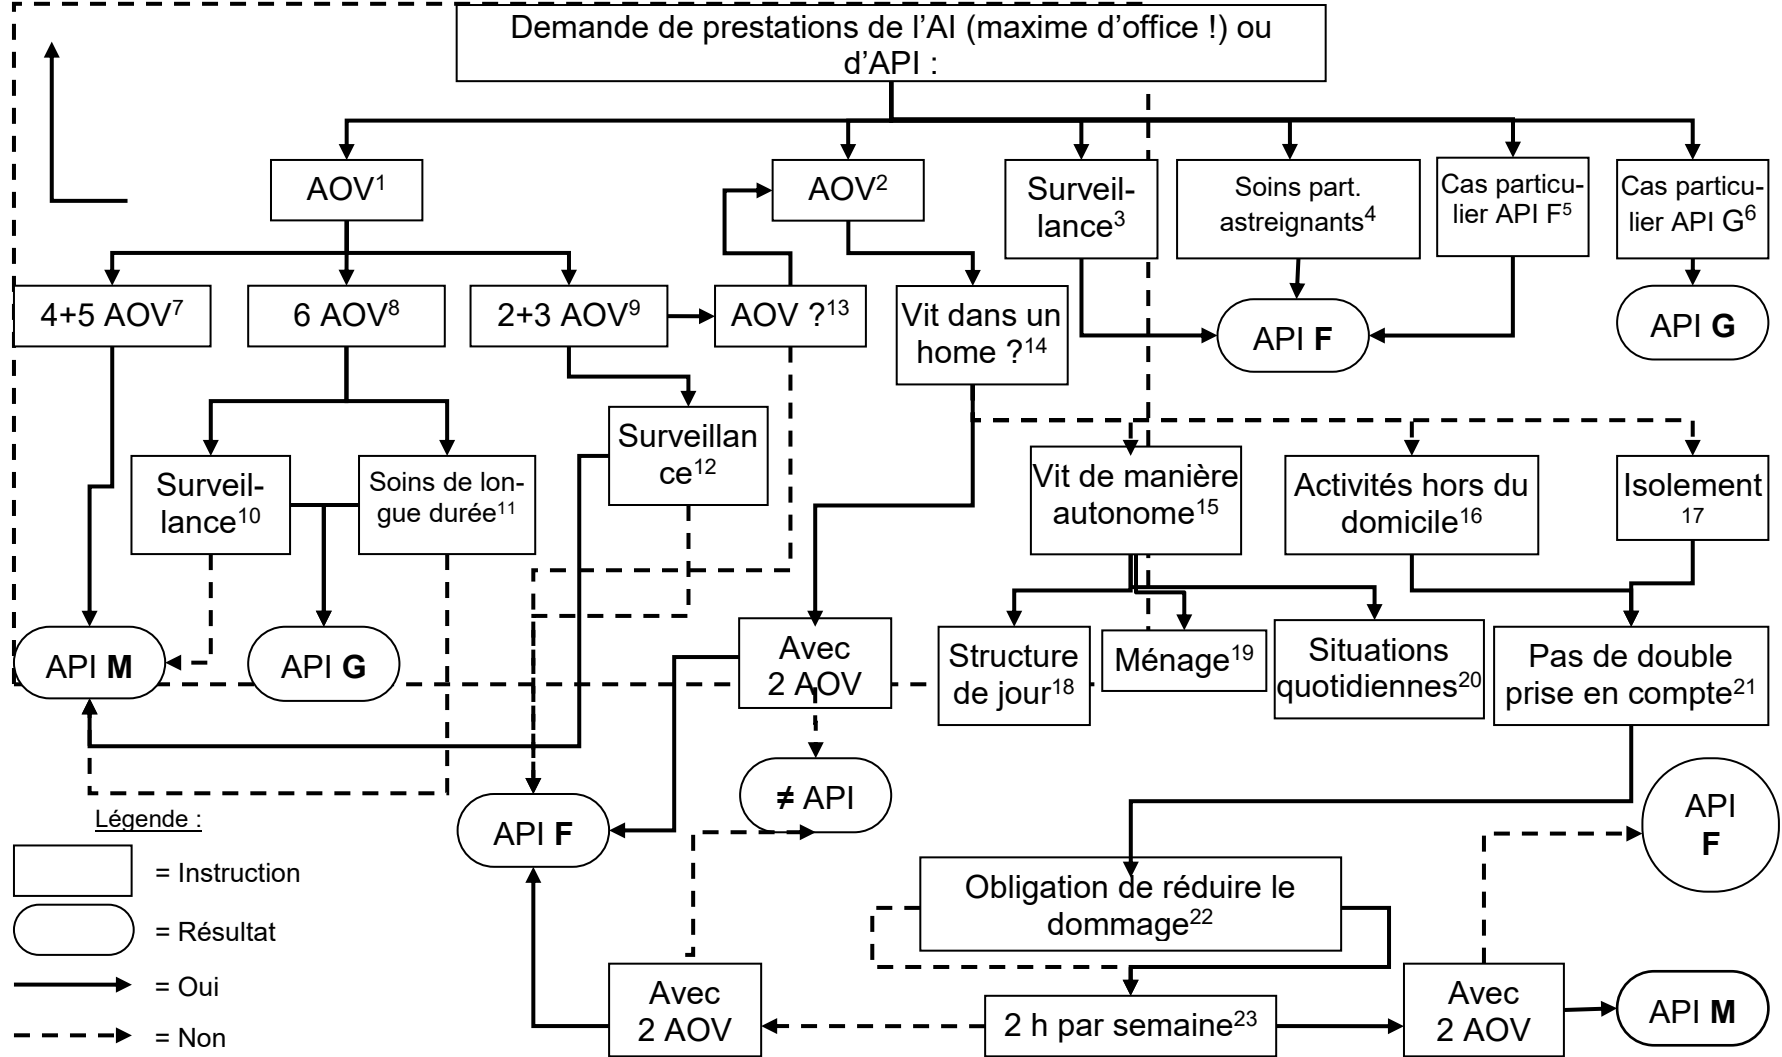 Demande de prestations de l’AI (maxime d’office !) ou
d’API :
AOV1
AOV2
Surveil-
lance3
Soins part.
astreignants4
Cas particu-
lier API F5
Cas particu-
lier API G6
4+5 AOV7
6 AOV8
2+3 AOV9
AOV ?13
Vit dans un
home ?14
API F
API G
Surveil-
lance10
Soins de lon-
gue durée11
Surveillan
ce12
Vit de manière
autonome15
Activités hors du
domicile16
Isolement
17
API M
API G
Avec
2 AOV
Structure
de jour18
Ménage19
Situations
quotidiennes20
Pas de double
prise en compte21
≠ API
API F
API
F
Légende :
= Instruction
= Résultat
= Oui
= Non
Obligation de réduire le
dommage22
Avec
2 AOV
2 h par semaine23
Avec
2 AOV
API M